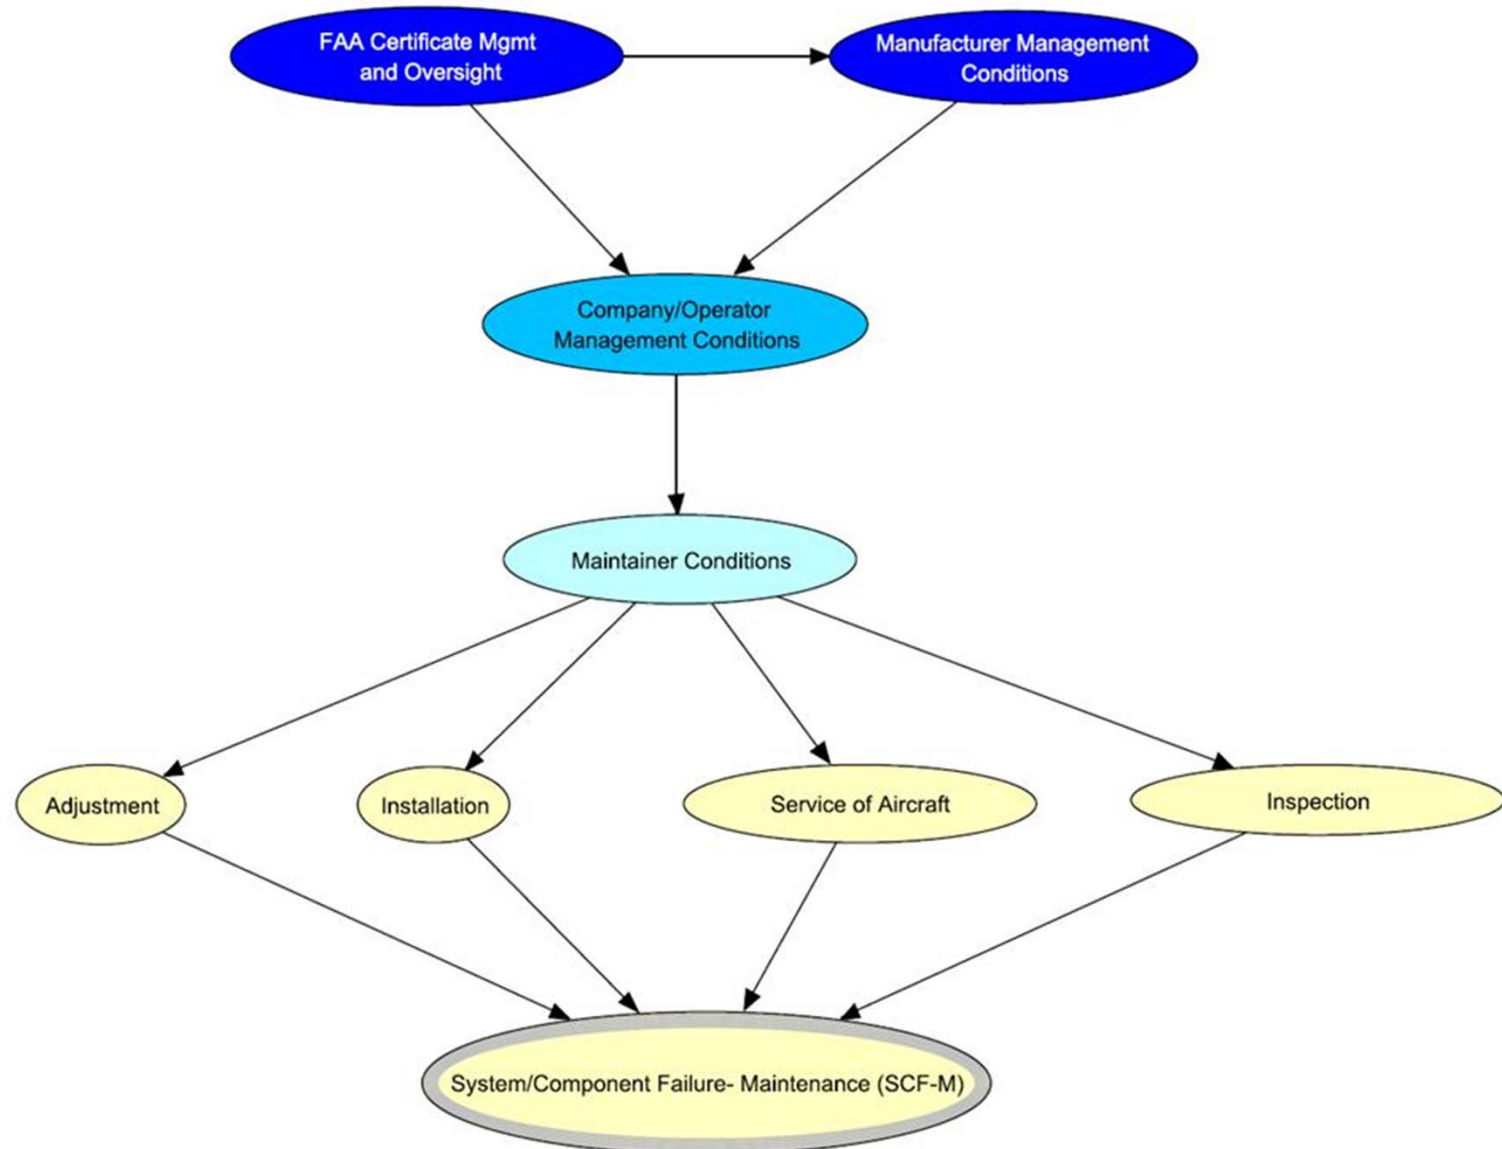 FAA Certificate Mgmt
and Oversight
Manufacturer Management
Conditions
Company/Operator
Management Conditions
Maintainer Conditions
Adjustment
Installation
Service of Aircraft
Inspection
System/Component Failure- Maintenance (SCF-M)